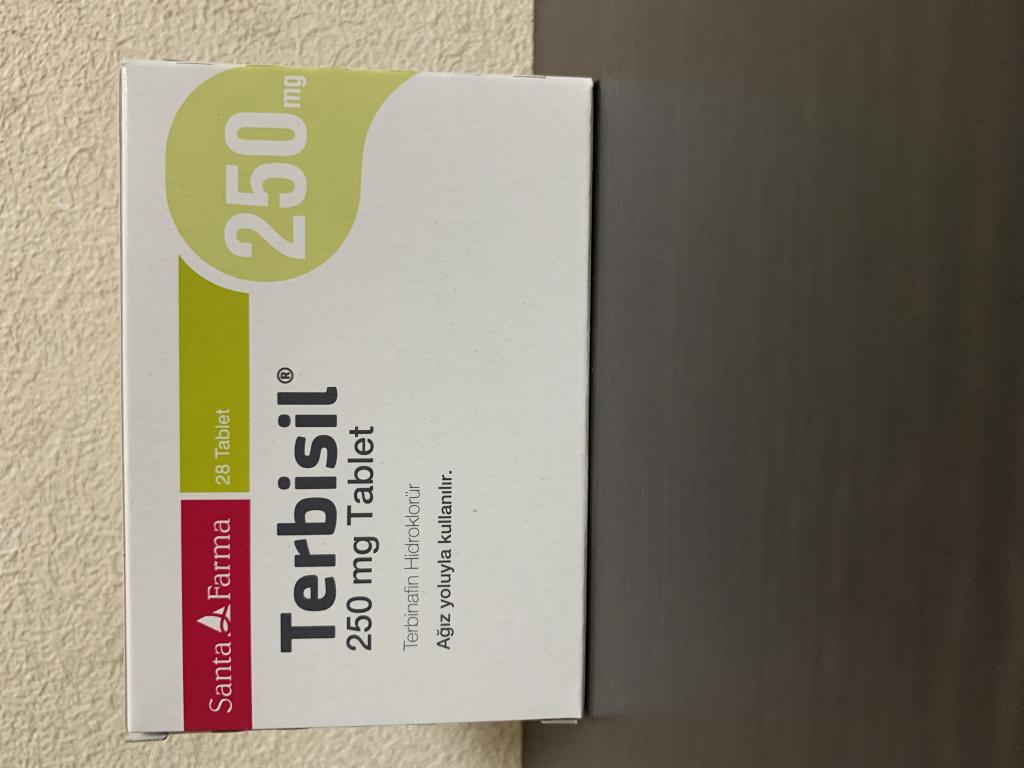 Santa Farma
28 Tablet
250 mg
Terbisil®
250 mg Tablet
Terbinafin Hidroklorür
Ağız yoluyla kullanılır.